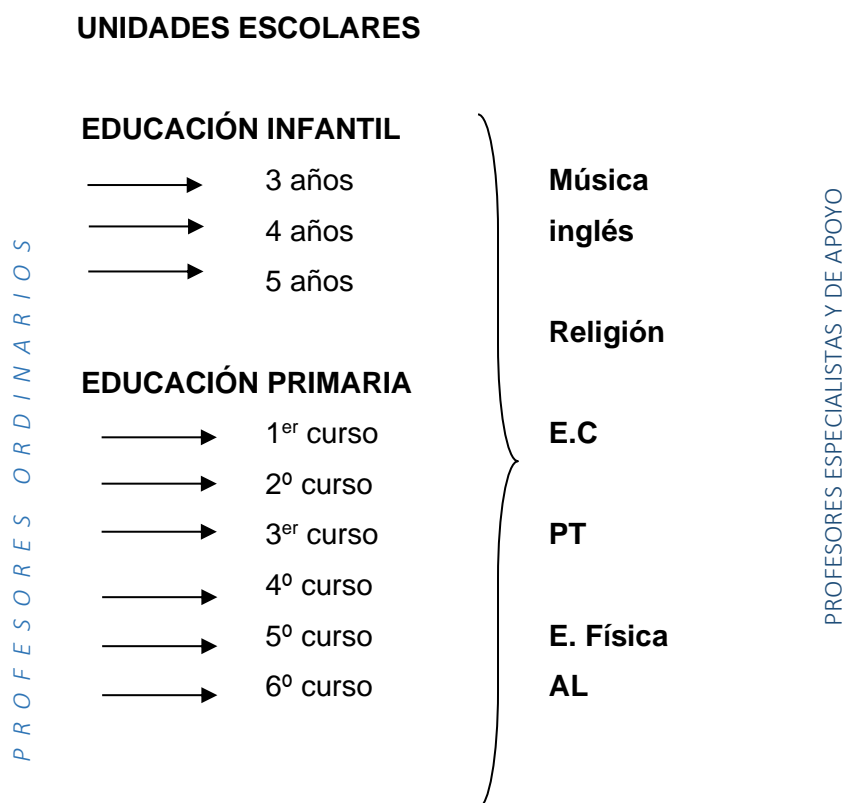 UNIDADES ESCOLARES
PROFESORES ORDINARIOS
EDUCACIÓN INFANTIL
3 años
4 años
5 años
EDUCACIÓN PRIMARIA
1er curso
2º curso
3er curso
4º curso
5º curso
6º curso
Música
inglés
Religión
E.C
PT
E. Física
AL
PROFESORES ESPECIALISTAS Y DE APOYO